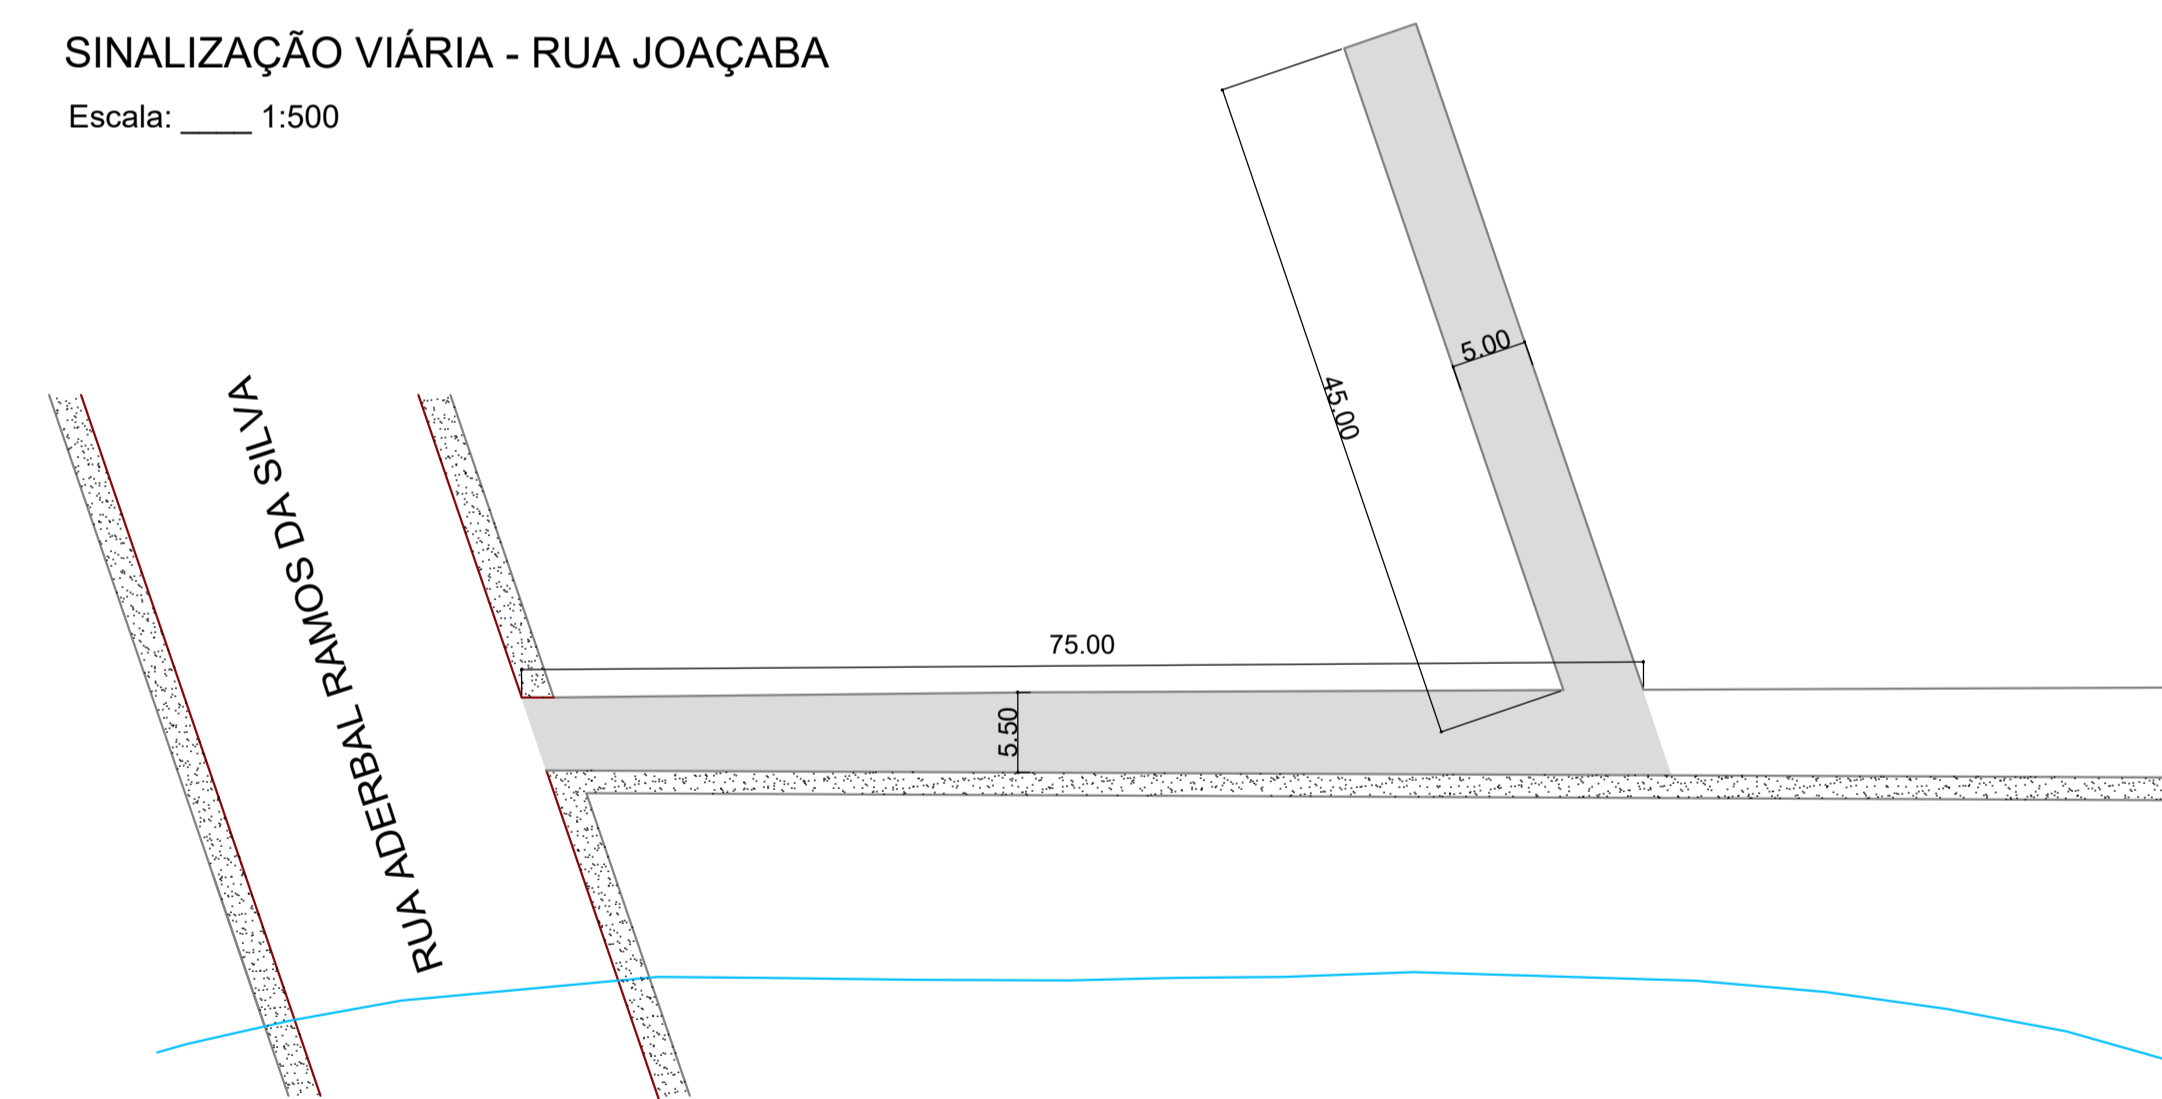 SINALIZAÇÃO VIÁRIA - RUA JOAÇABA
Escala: ____ 1:500
5.00
45.00
RUA ADERBAL RAMOS DA SILVA
75.00
5.50